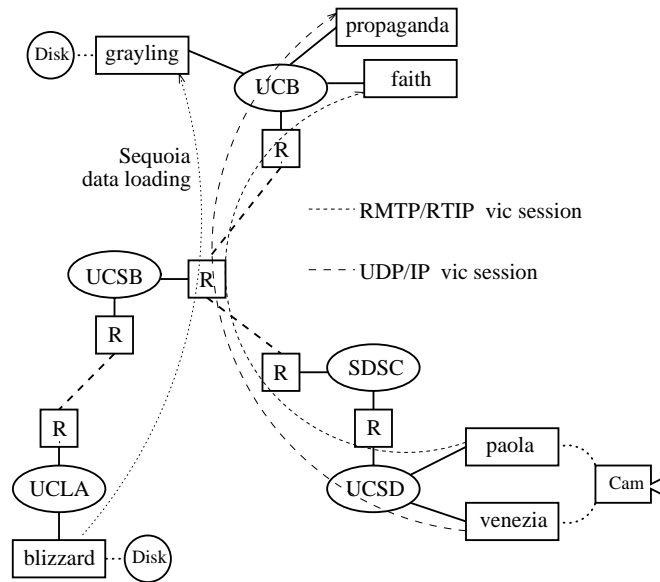 propaganda
Disk
grayling
UCB
faith
R
Sequoia
data loading
RMTP/RTIP vic session
UCSB
R
UDP/IP vic session
R
R
SDSC
R
R
paola
UCLA
UCSD
Cam
venezia
blizzard
Disk